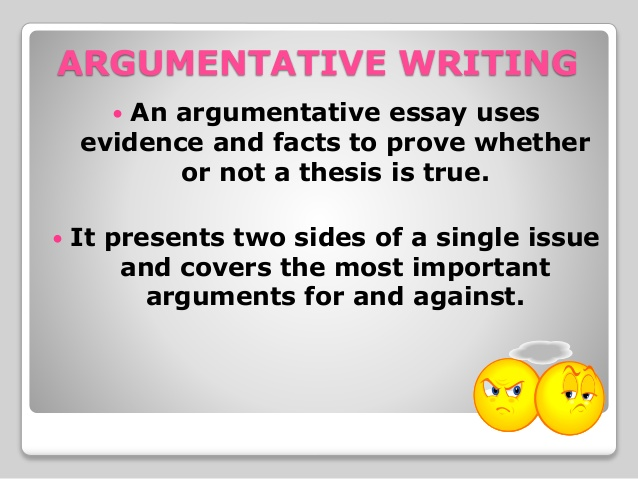 ARGUMENTATIVE WRITING
• An argumentative essay uses
evidence and facts to prove whether
or not a thesis is true.
• It presents two sides of a single issue
and covers the most important
arguments for and against.